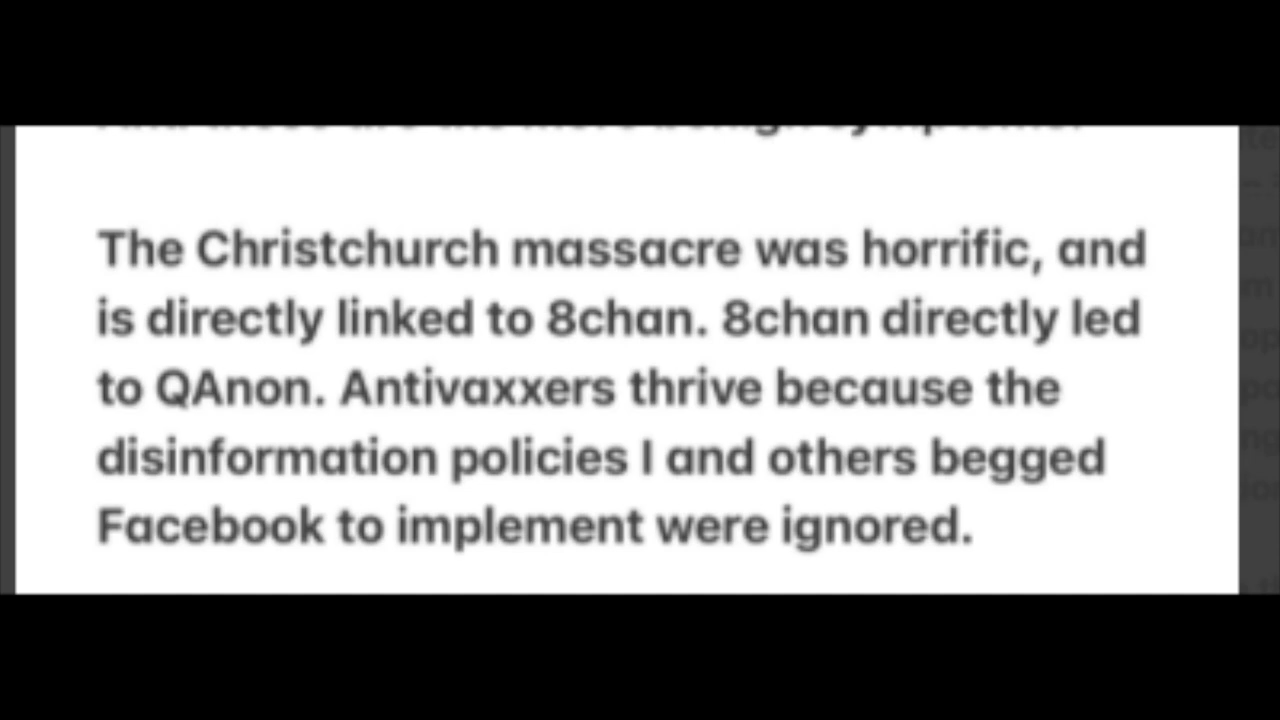 The Christchurch massacre was horrific, and
is directly linked to 8chan. 8chan directly led
to QAnon. Antivaxxers thrive because the
disinformation policies I and others begged
Facebook to implement were ignored.